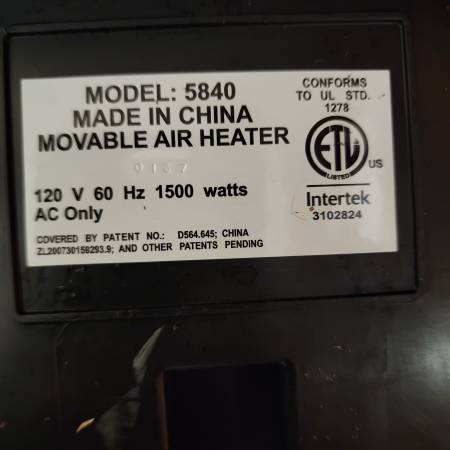 MODEL: 5840
MADE IN CHINA
MOVABLE AIR HEATER
120 V 60 Hz 1500 watts
AC Only
COVERED BY PATENT NO.: D564.645; CHINA
ZL200730159293.9; AND OTHER PATENTS PENDING
CONFORMS
TO UL STD.
1278
ETL
LISTED
US
Intertek
3102824